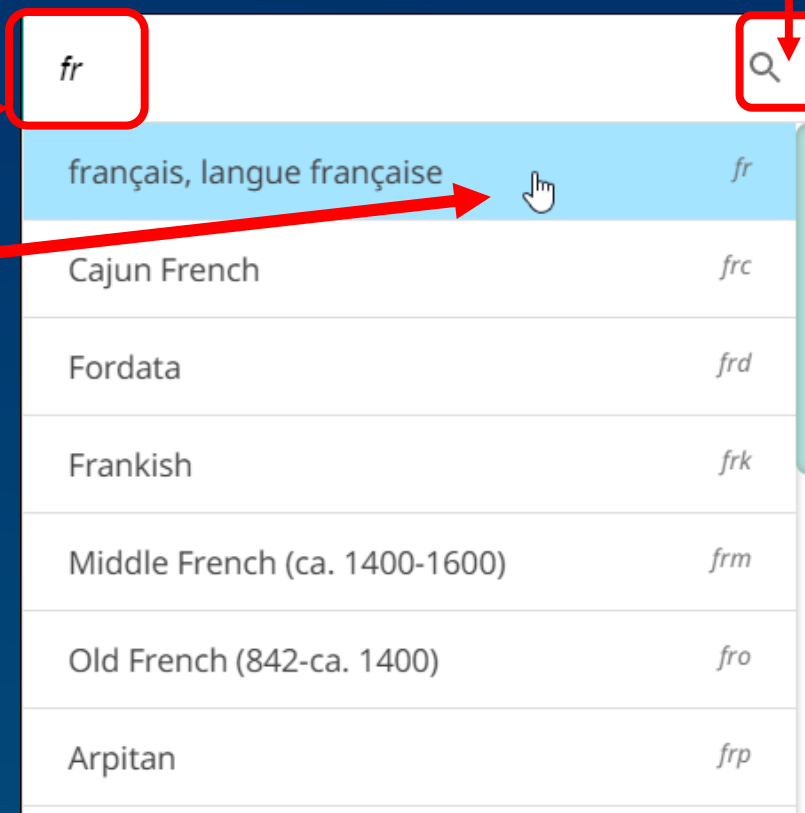 fr
français, langue française fr
Cajun French frc
Fordata frd
Frankish frk
Middle French (ca. 1400-1600) frm
Old French (842-ca. 1400) fro
Arpitan frp